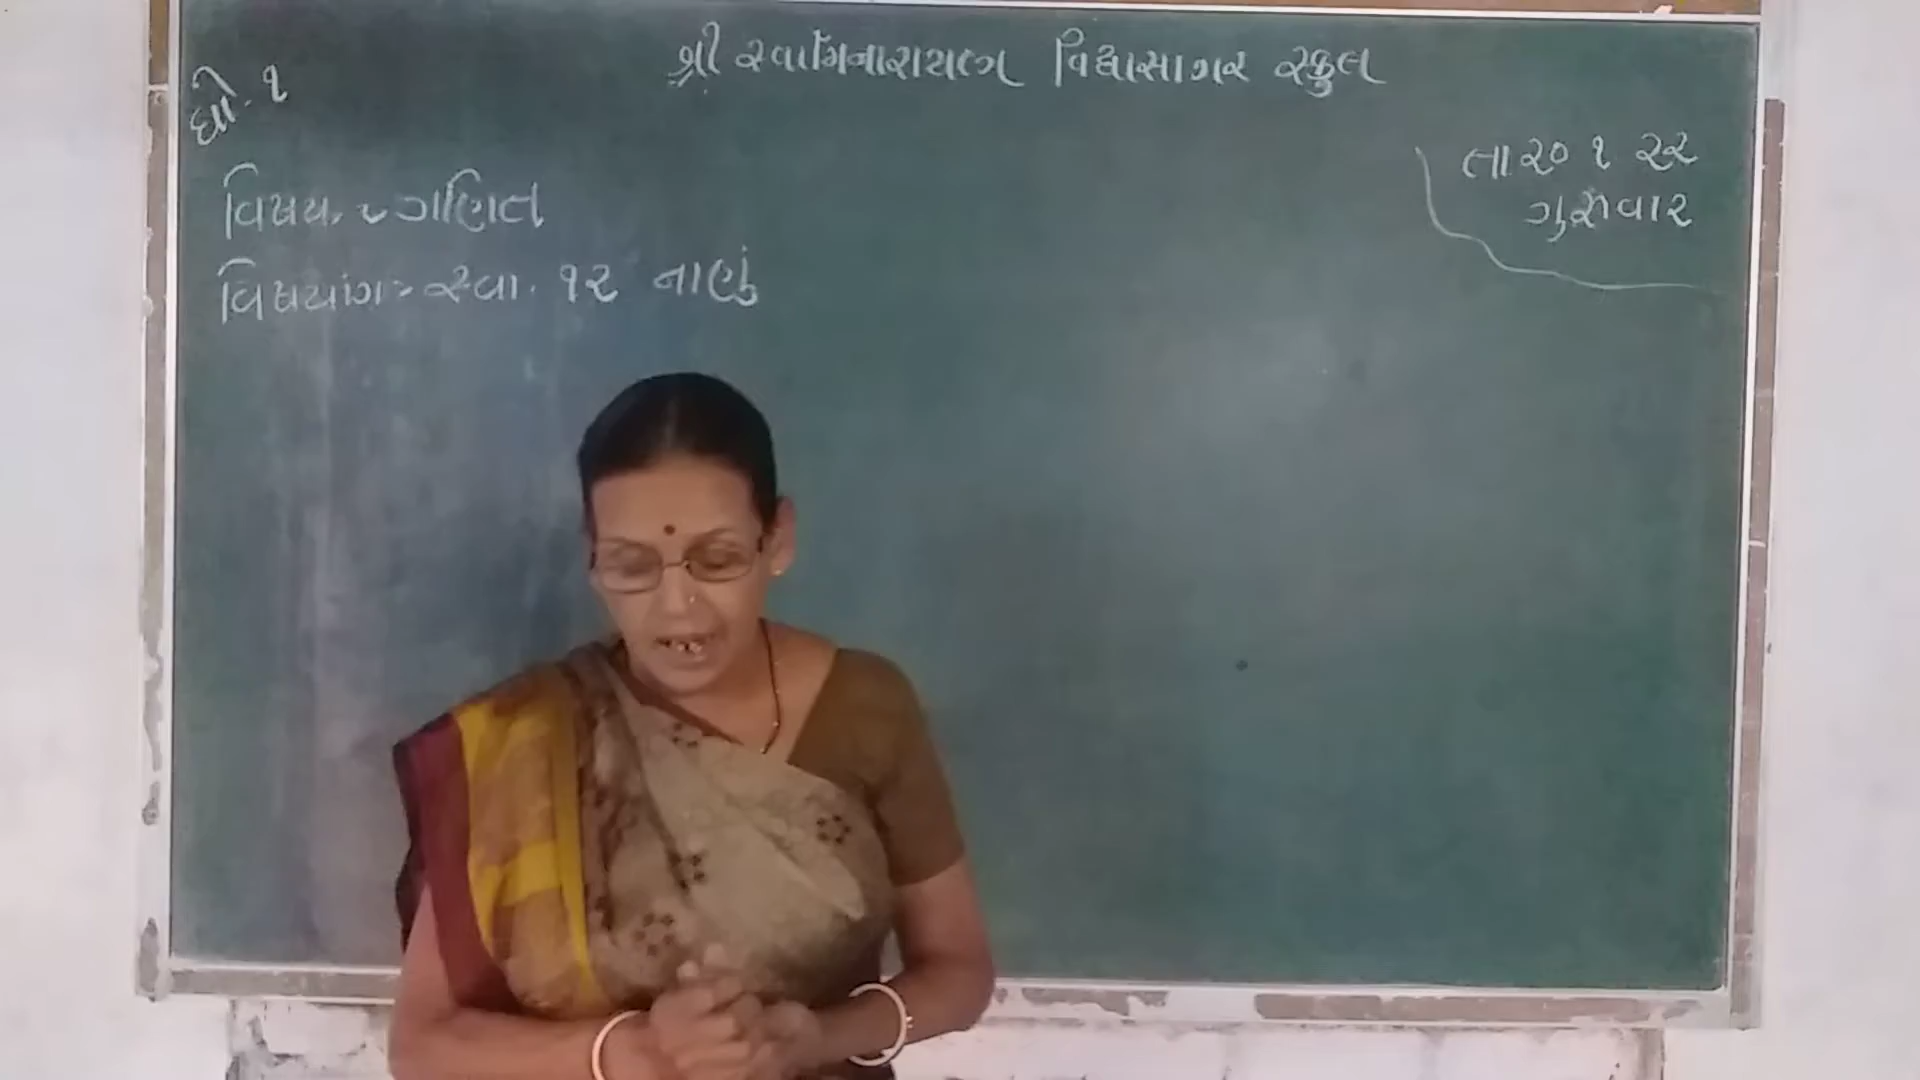 શ્રી સ્વામિનારાયણ વિદ્યાસાગર સ્કુલ
ધો. ૧
તા ૨૦ ૧ ૨૨
ગુરુવાર
વિષય :- ગણિત
વિષયાંગ :- સ્વા. ૧૨ નાણું